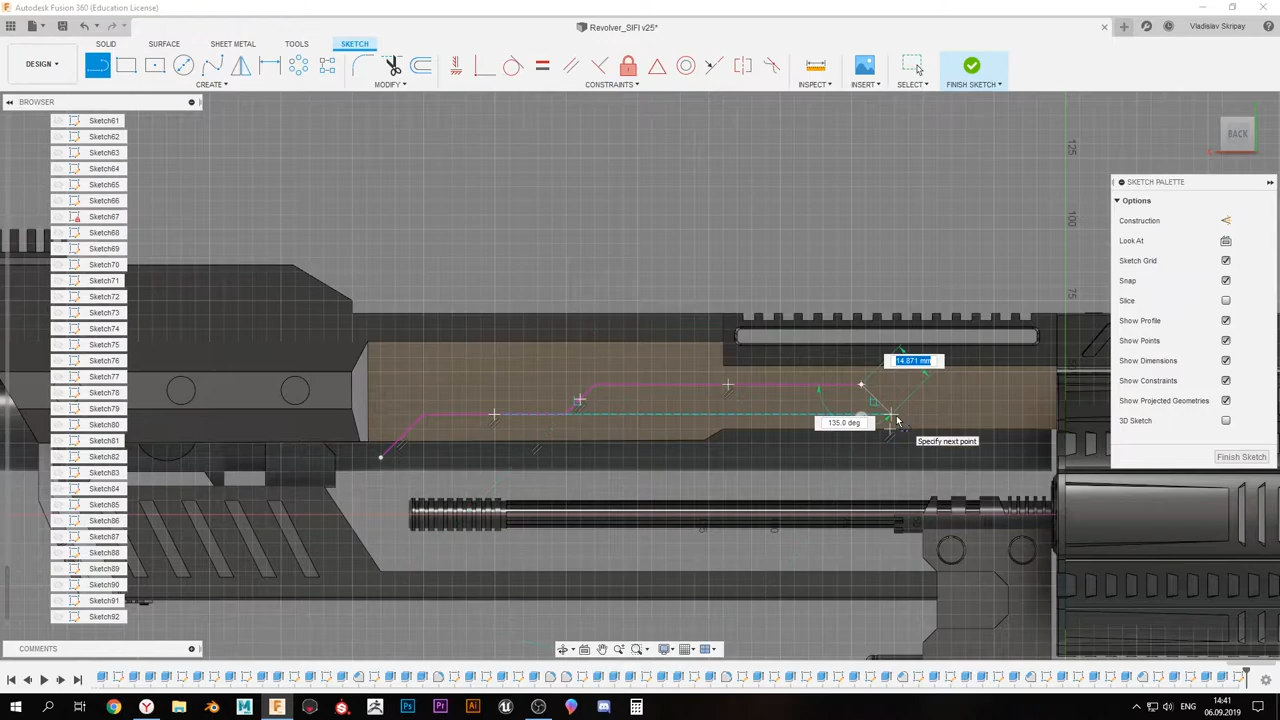 Autodesk Fusion 360 (Education License)
Revolver_SIFI v25*
Vladislav Skripay
DESIGN
SOLID
SURFACE
SHEET METAL
TOOLS
SKETCH
CREATE
MODIFY
CONSTRAINTS
INSPECT
INSERT
SELECT
FINISH SKETCH
BROWSER
Sketch61
Sketch62
Sketch63
Sketch64
Sketch65
Sketch66
Sketch67
Sketch68
Sketch69
Sketch70
Sketch71
Sketch72
Sketch73
Sketch74
Sketch75
Sketch76
Sketch77
Sketch78
Sketch79
Sketch80
Sketch81
Sketch82
Sketch83
Sketch84
Sketch85
Sketch86
Sketch87
Sketch88
Sketch89
Sketch90
Sketch91
Sketch92
125
100
75
BACK
14.871 mm
135.0 deg
Specify next point
SKETCH PALETTE
Options
Construction
Look At
Sketch Grid
Snap
Slice
Show Profile
Show Points
Show Dimensions
Show Constraints
Show Projected Geometries
3D Sketch
Finish Sketch
COMMENTS
14:41
06.09.2019